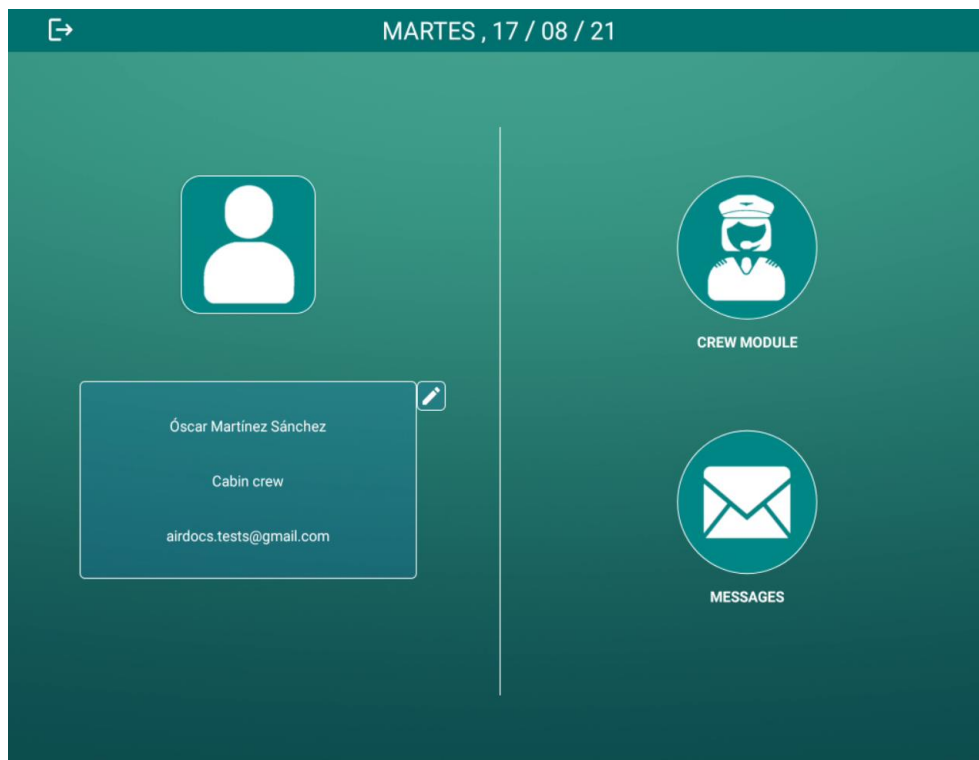 MARTES , 17 / 08 / 21
Óscar Martínez Sánchez
Cabin crew
airdocs.tests@gmail.com
CREW MODULE
MESSAGES